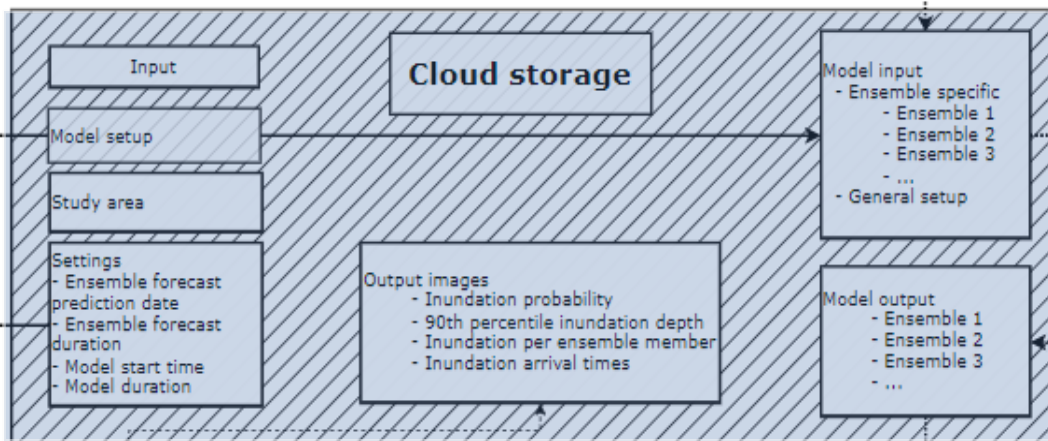 Input
Cloud storage
Model setup
Study area
Settings
- Ensemble forecast
prediction date
- Ensemble forecast
duration
- Model start time
- Model duration
Output images
- Inundation probability
- 90th percentile inundation depth
- Inundation per ensemble member
- Inundation arrival times
Model input
- Ensemble specific
- Ensemble 1
- Ensemble 2
- Ensemble 3
- ...
- General setup
Model output
- Ensemble 1
- Ensemble 2
- Ensemble 3
- ...